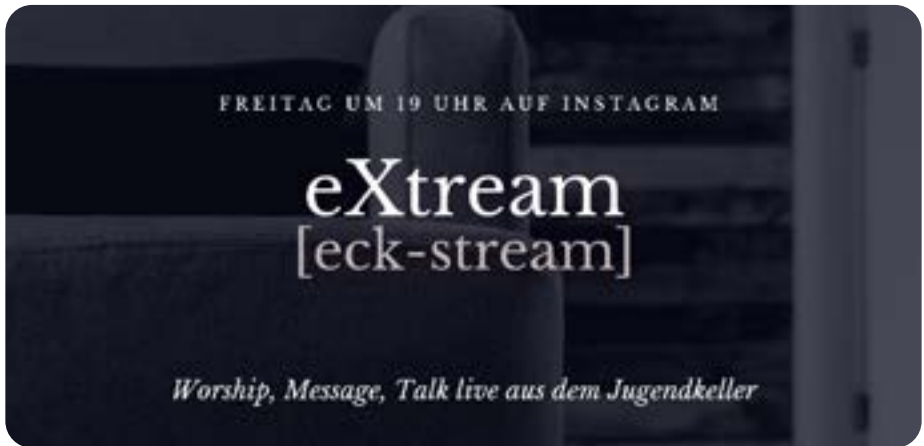 FREITAG UM 19 UHR AUF INSTAGRAM
eXtream
[eck-stream]
Worship, Message, Talk live aus dem Jugendkeller